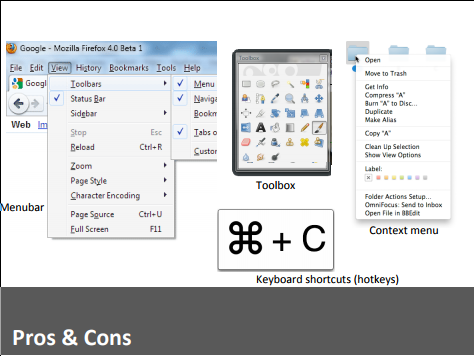 Google - Mozilla Firefox 4.0 Beta 1
File Edit View History Bookmarks Tools Help
Google
Toolbars
Status Bar
Sidebar
Stop Esc
Reload Ctrl+R
Zoom
Page Style
Character Encoding
Page Source Ctrl+U
Full Screen F11
Menu
Naviga
Bookm
Tabs o
Custom
Web Im
Menubar
Toolbox
Toolbox
⌘ + C
Keyboard shortcuts (hotkeys)
Open
Move to Trash
Get Info
Compress "A"
Burn "A" to Disc...
Duplicate
Make Alias
Copy "A"
Clean Up Selection
Show View Options
Label:
Folder Actions Setup...
OmniFocus: Send to Inbox
Open File in BBEdit
Context menu
Pros & Cons